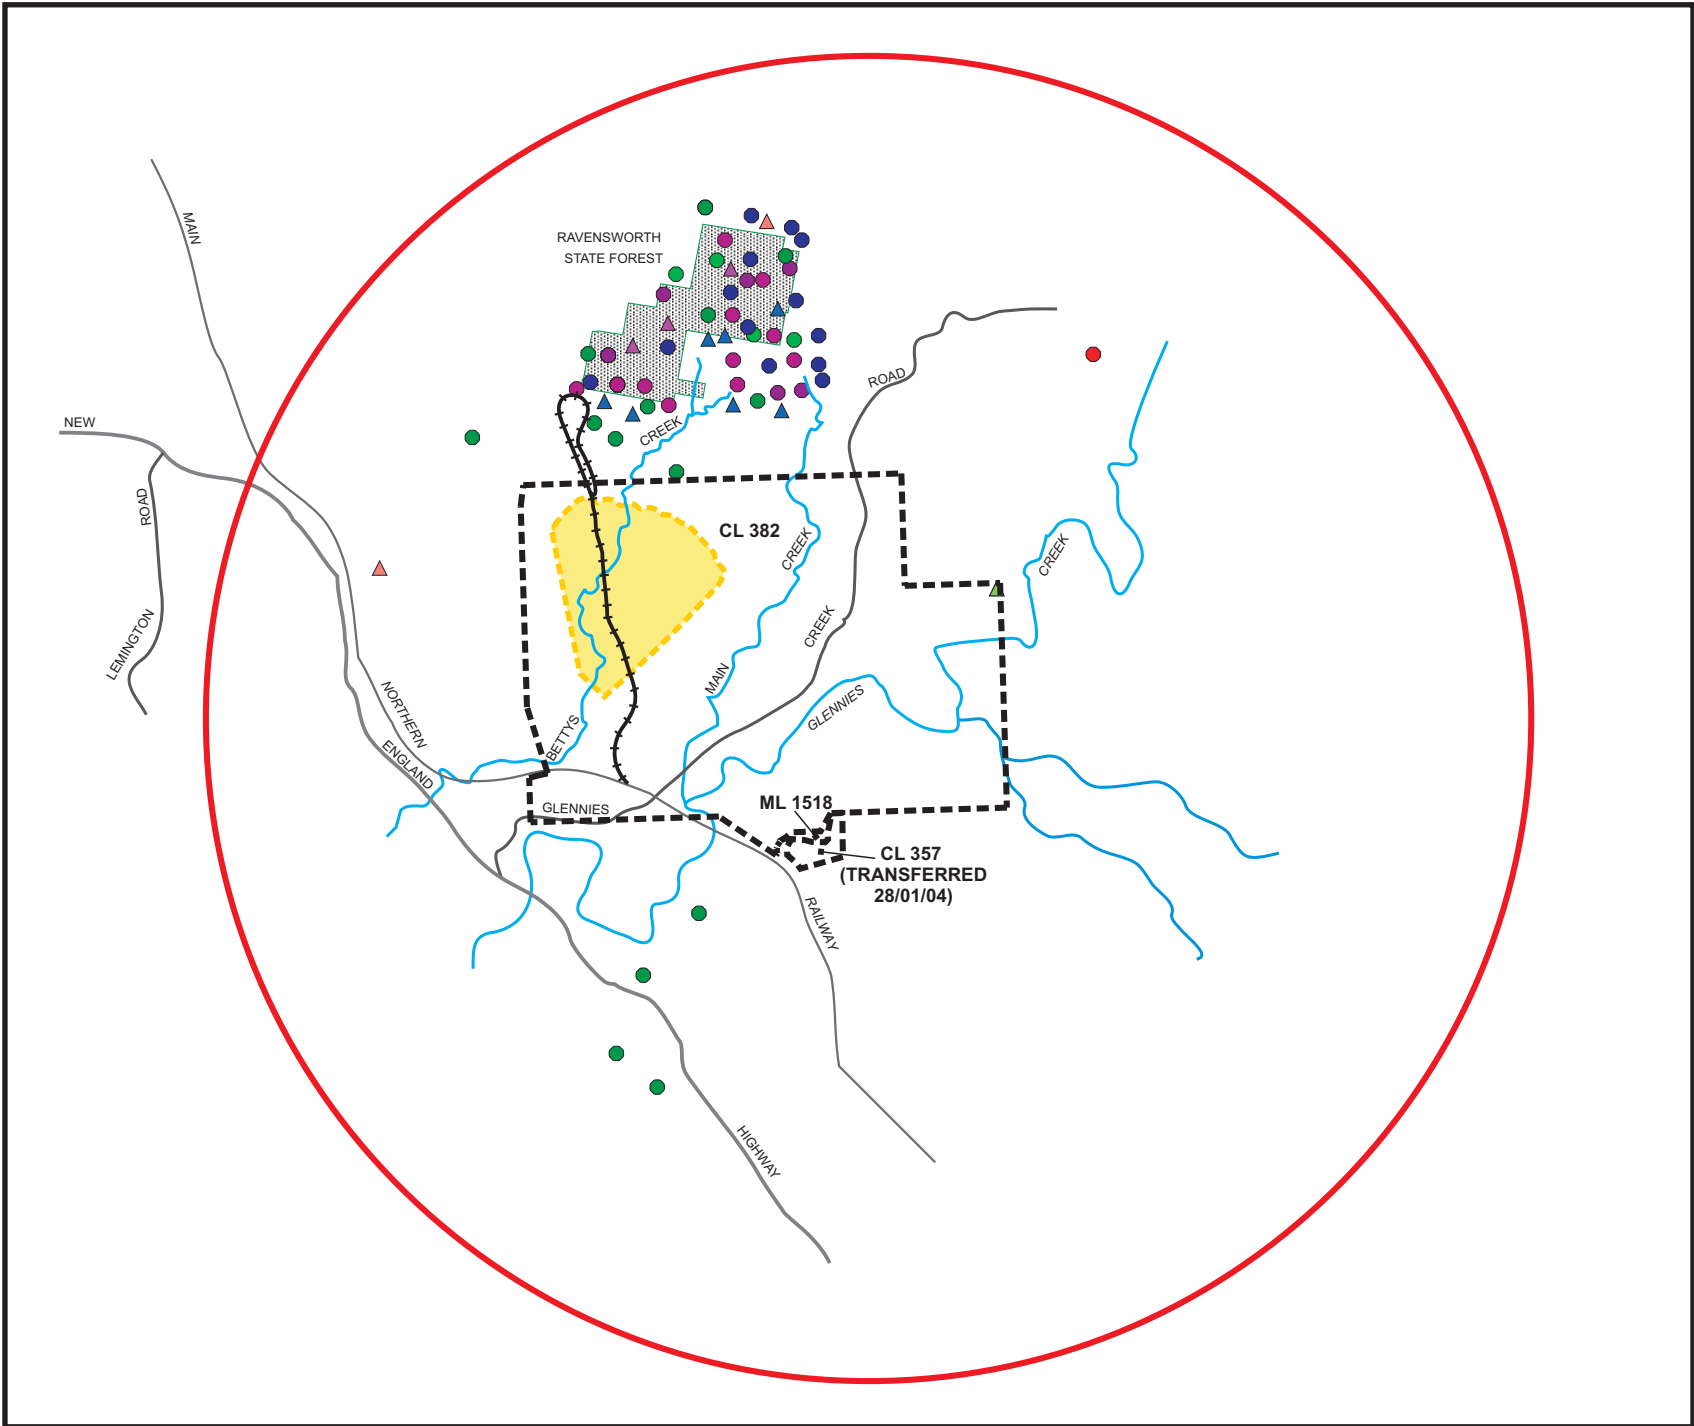 MAIN
RAVENSWORTH
STATE FOREST
ROAD
NEW
CREEK
ROAD
CL 382
CREEK
CREEK
LEMINGTON
CREEK
MAIN
NORTHERN
GLENNIES
BETTYS
ENGLAND
ML 1518
GLENNIES
CL 357
(TRANSFERRED
28/01/04)
RAILWAY
HIGHWAY